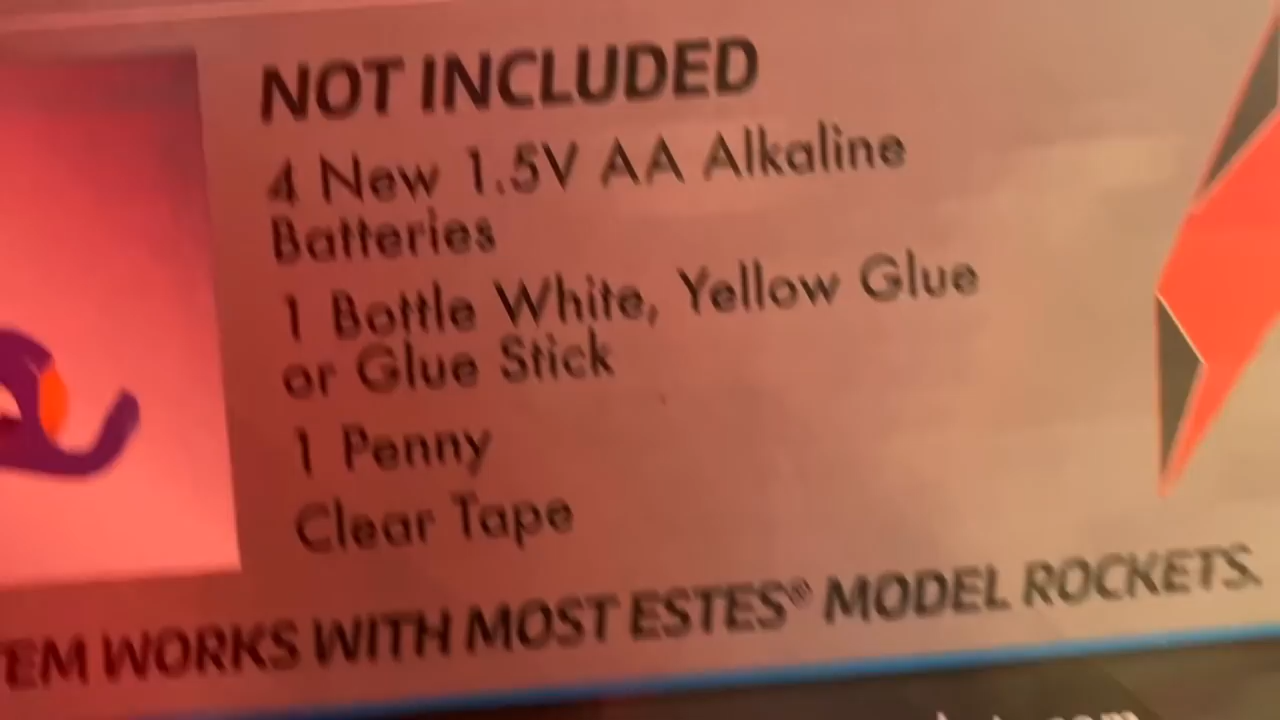 NOT INCLUDED
4 New 1.5V AA Alkaline
Batteries
1 Bottle White, Yellow Glue
or Glue Stick
1 Penny
Clear Tape
WORKS WITH MOST ESTES® MODEL ROCKETS.